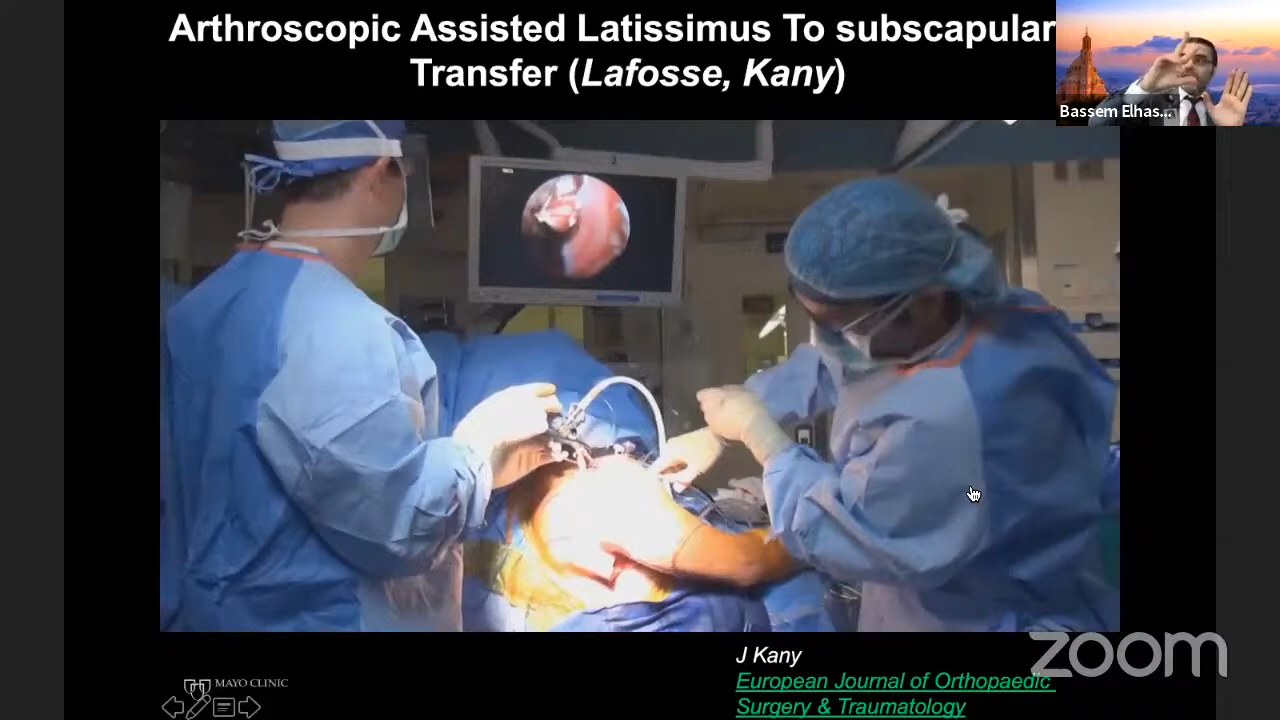 Arthroscopic Assisted Latissimus To subscapular
Transfer (Lafosse, Kany)
Bassem Elhas...
J Kany
European Journal of Orthopaedic
Surgery & Traumatology
MAYO CLINIC
zoom